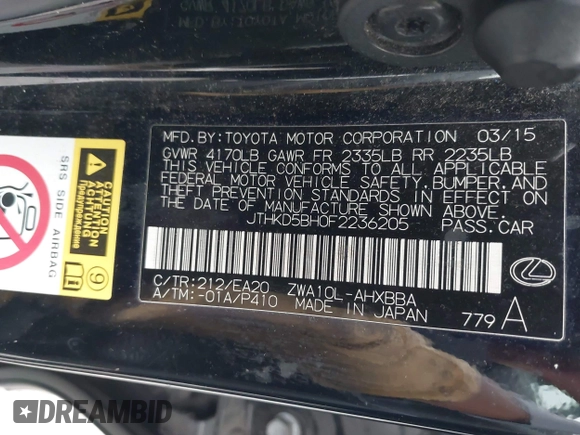 MFD.BY:TOYOTA MOTOR CORPORATION 03/15
GVWR 4170LB GAWR FR 2335LB RR 2235LB
THIS VEHICLE CONFORMS TO ALL APPLICABLE
FEDERAL MOTOR VEHICLE SAFETY,BUMPER,AND
THEFT PREVENTION STANDARDS IN EFFECT ON
THE DATE OF MANUFACTURE SHOWN ABOVE.
JTHKD5BH0F2236205 PASS.CAR
C/TR:212/EA20 ZWA10L-AHXBBA
A/TM:-01A/P410 MADE IN JAPAN
779 A
SRS SIDE AIRBAG
CAUTION
ACHTUNG
ATTENTION
9
DREAMBID